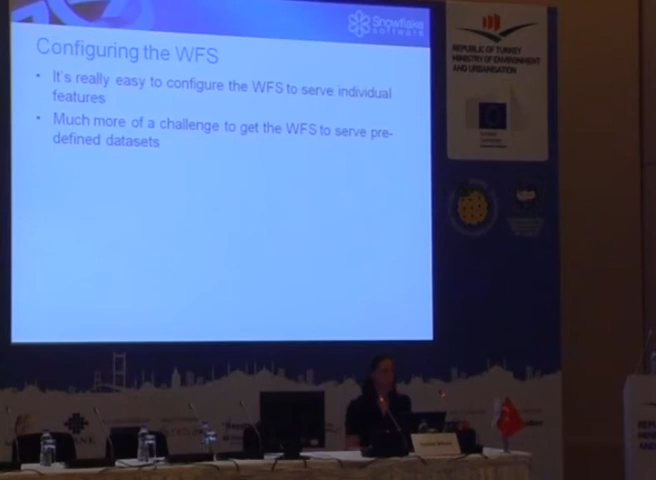 Snowflake
software
Configuring the WFS
• It's really easy to configure the WFS to serve individual
features
• Much more of a challenge to get the WFS to serve pre-
defined datasets
REPUBLIC OF TURKEY
MINISTRY OF ENVIRONMENT
AND URBANISATION